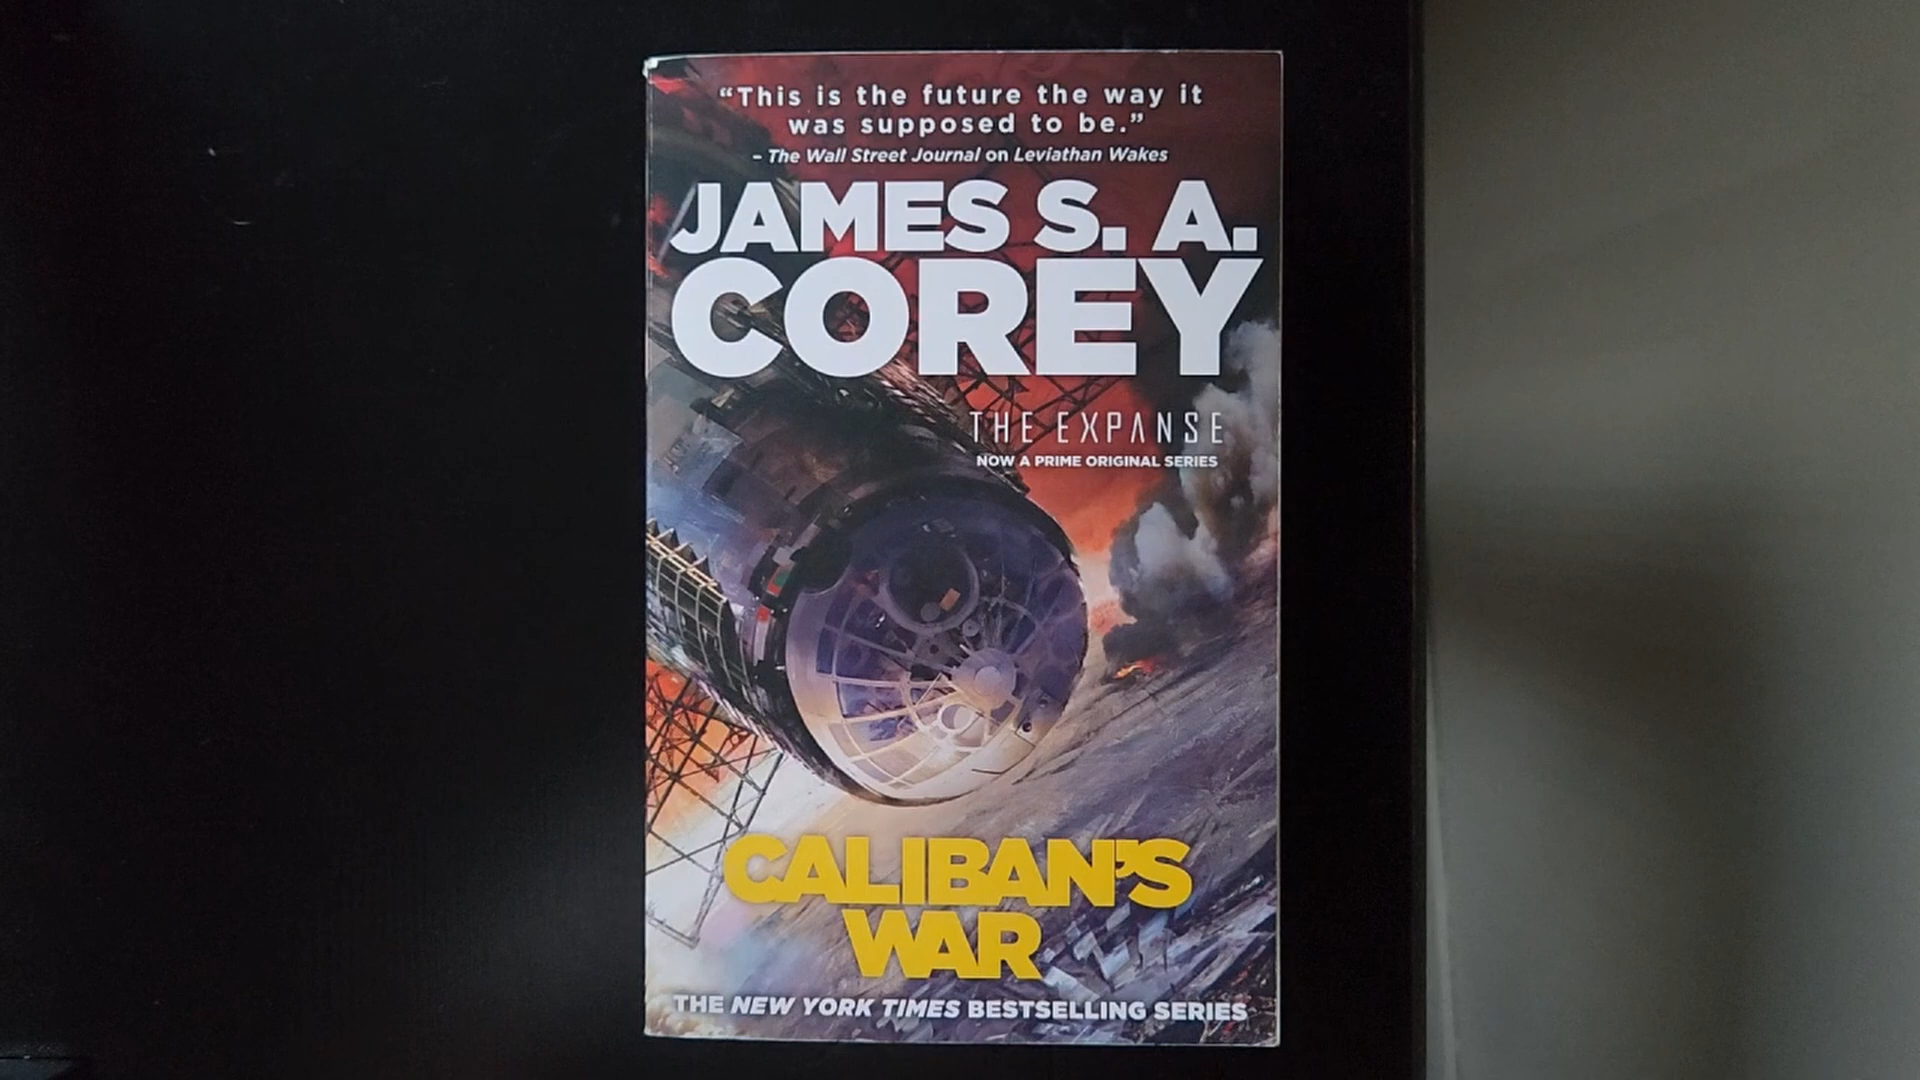 “This is the future the way it
was supposed to be.”
– The Wall Street Journal on Leviathan Wakes
JAMES S. A.
COREY
THE EXPANSE
NOW A PRIME ORIGINAL SERIES
CALIBAN’S
WAR
THE NEW YORK TIMES BESTSELLING SERIES